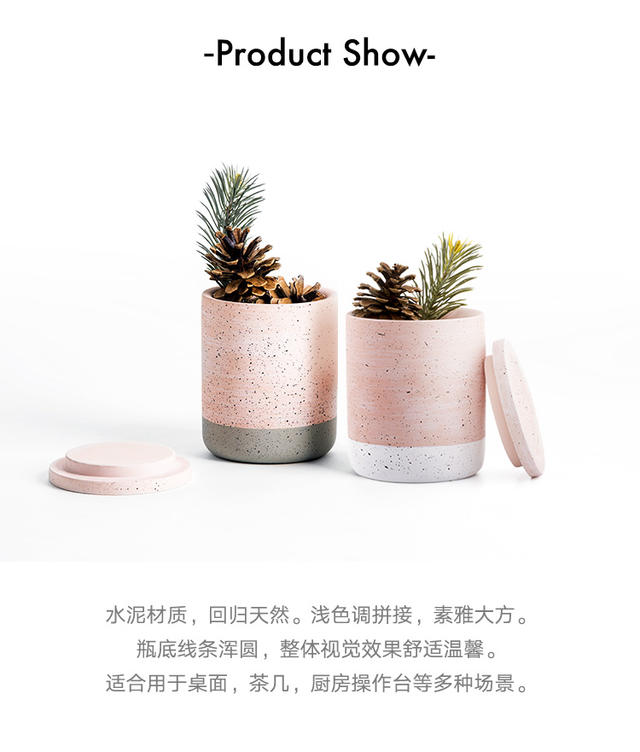 -Product Show-
水泥材质，回归天然。浅色调拼接，素雅大方。
瓶底线条浑圆，整体视觉效果舒适温馨。
适合用于桌面，茶几，厨房操作台等多种场景。